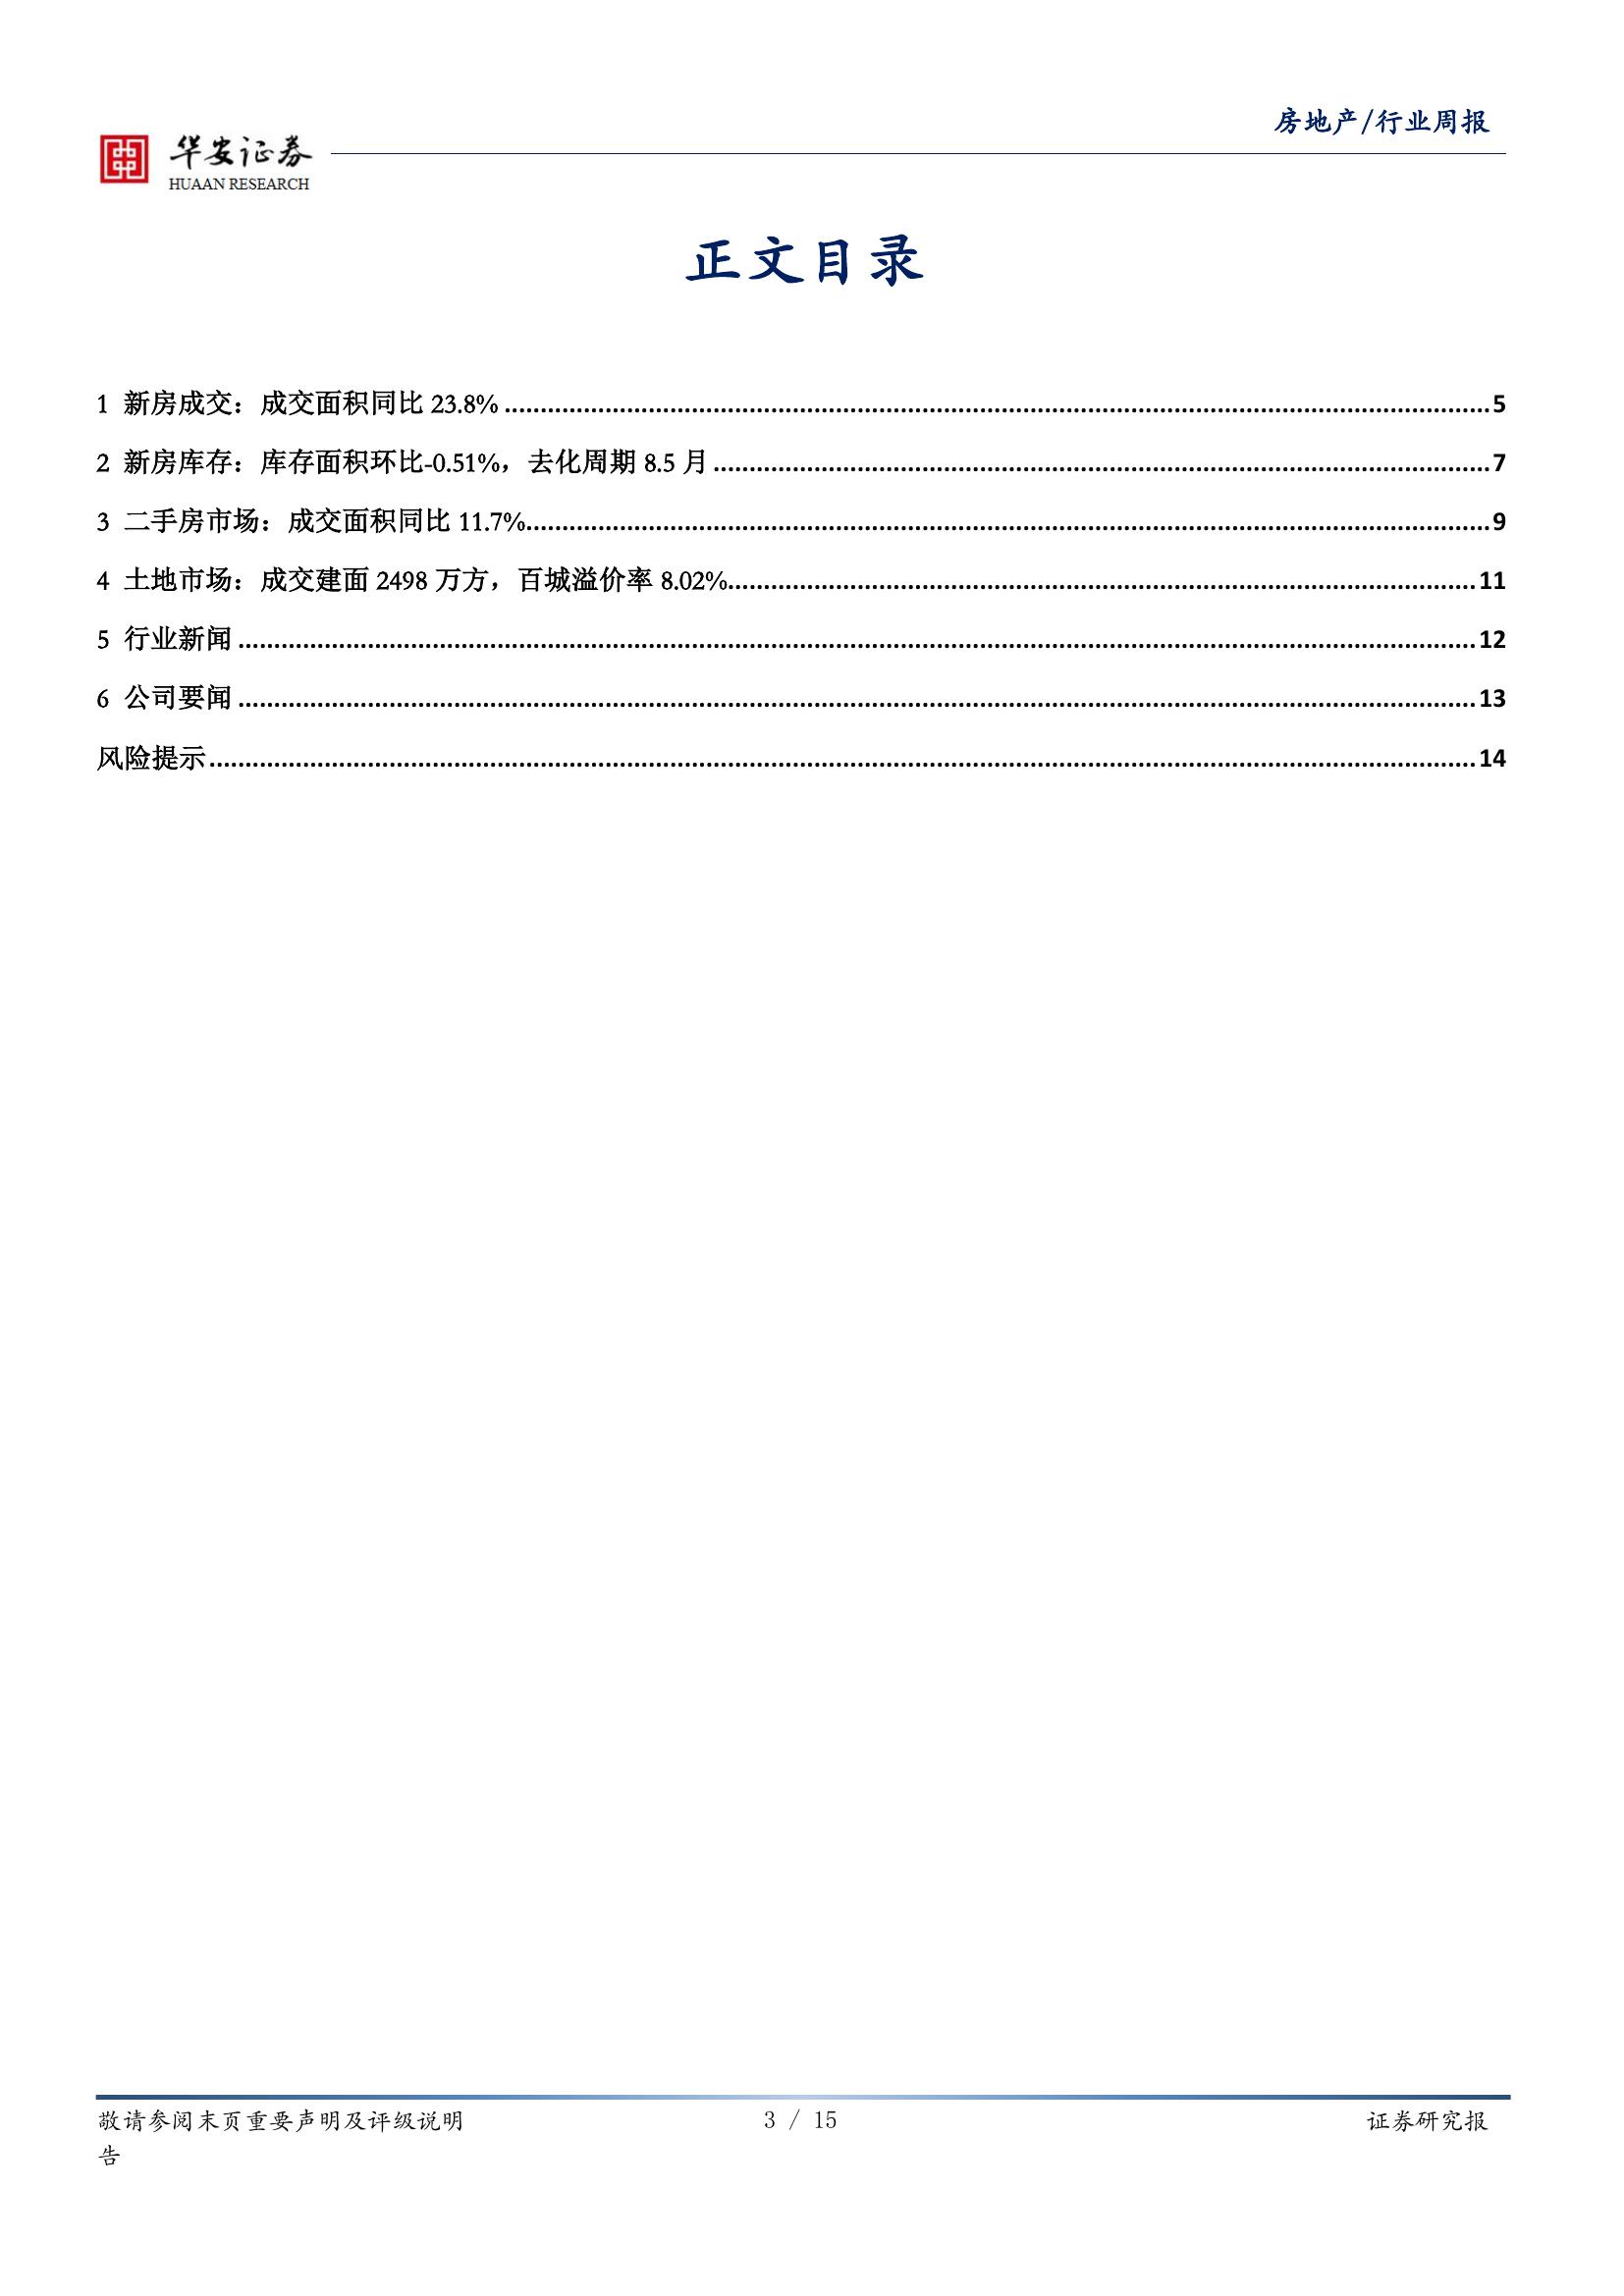 房地产/行业周报
华安证券
HUAAN RESEARCH
正文目录
1 新房成交：成交面积同比 23.8% ........ 5
2 新房库存：库存面积环比-0.51%，去化周期 8.5 月 ........ 7
3 二手房市场：成交面积同比 11.7% ........ 9
4 土地市场：成交建面 2498 万方，百城溢价率 8.02% ........ 11
5 行业新闻 ........ 12
6 公司要闻 ........ 13
风险提示 ........ 14
敬请参阅末页重要声明及评级说明 3 / 15 证券研究报
告